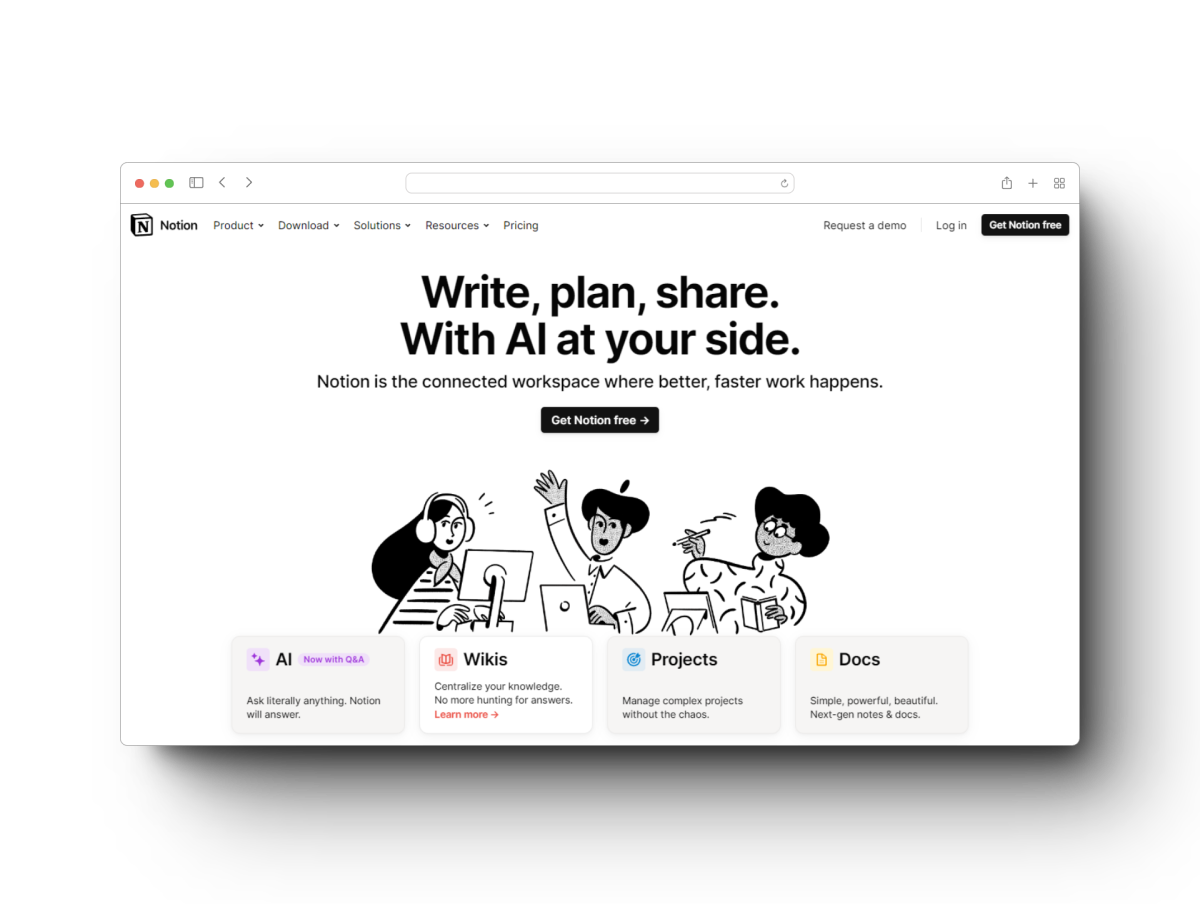 Notion
Product
Download
Solutions
Resources
Pricing
Request a demo
Log in
Get Notion free
Write, plan, share.
With AI at your side.
Notion is the connected workspace where better, faster work happens.
Get Notion free →
AI Now with Q&A
Ask literally anything. Notion
will answer.
Wikis
Centralize your knowledge.
No more hunting for answers.
Learn more →
Projects
Manage complex projects
without the chaos.
Docs
Simple, powerful, beautiful.
Next-gen notes & docs.